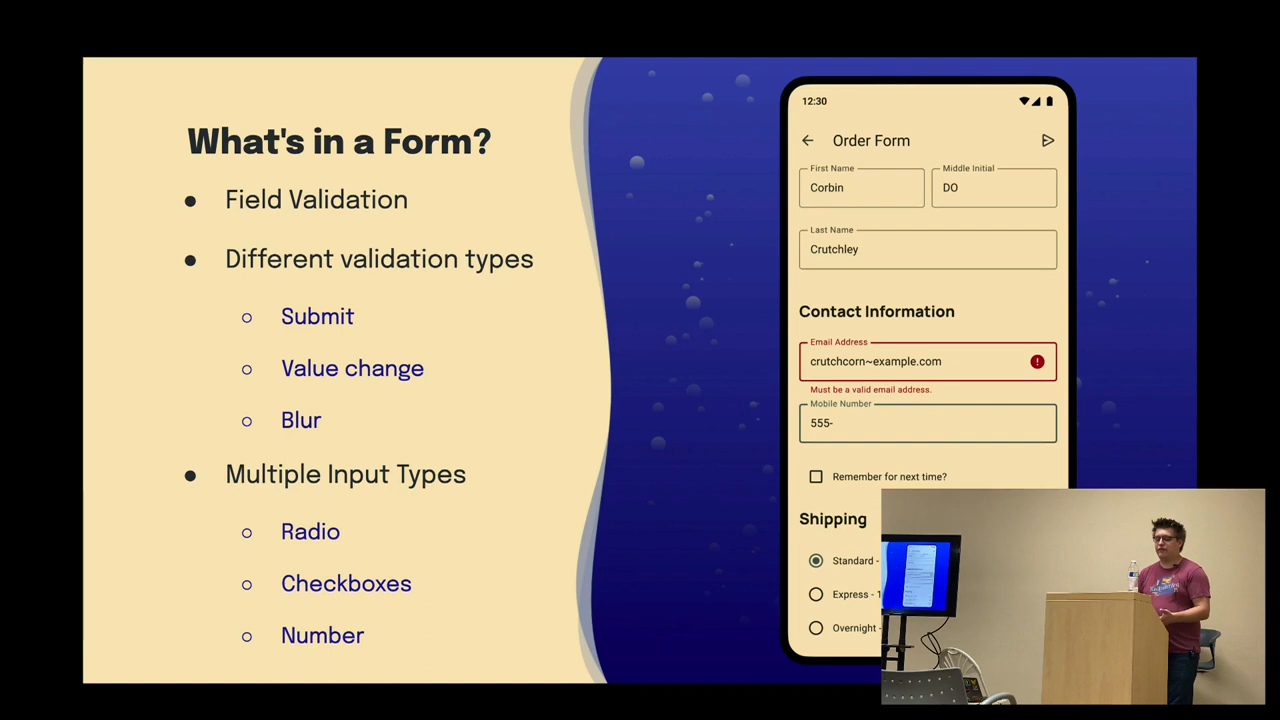 What's in a Form?
● Field Validation
● Different validation types
○ Submit
○ Value change
○ Blur
● Multiple Input Types
○ Radio
○ Checkboxes
○ Number
12:30
Order Form
First Name
Corbin
Middle Initial
DO
Last Name
Crutchley
Contact Information
Email Address
crutchcorn~example.com
Must be a valid email address.
Mobile Number
555-
Remember for next time?
Shipping
Standard -
Express - 1
Overnight -